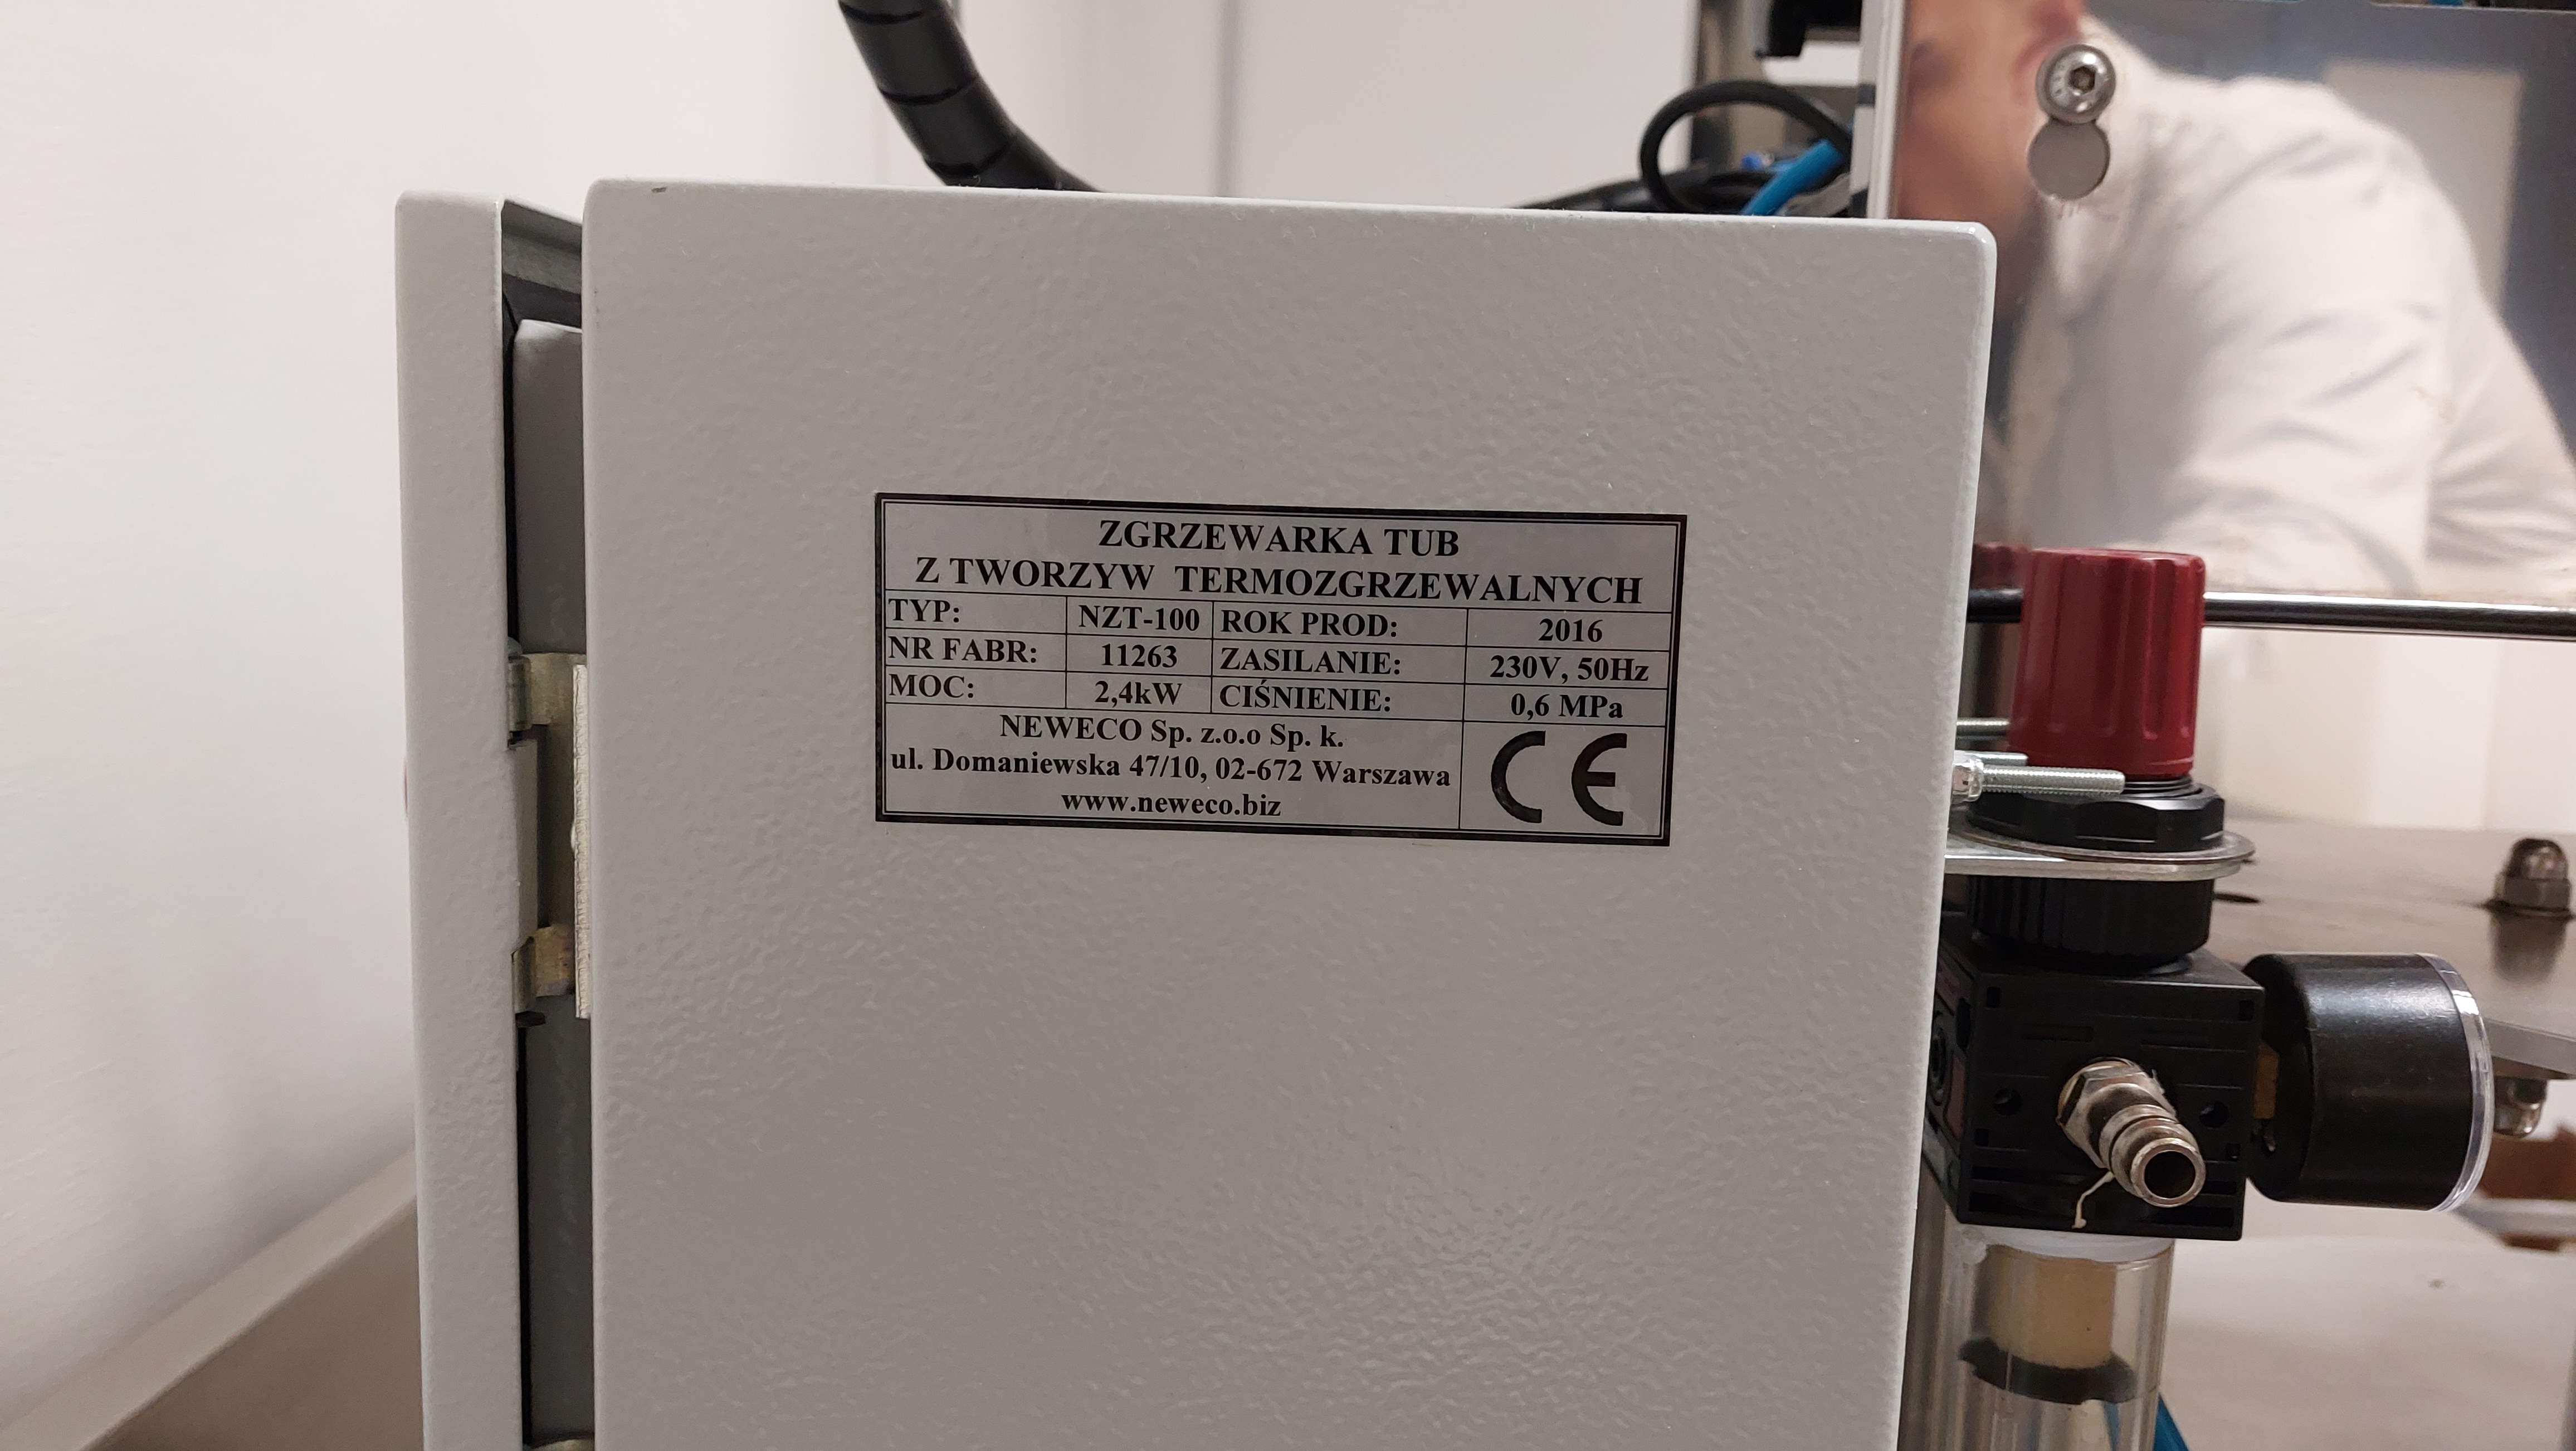 ZGRZEWARKA TUB
Z TWORZYW TERMOZGRZEWALNYCH
TYP: NZT-100 ROK PROD: 2016
NR FABR: 11263 ZASILANIE: 230V, 50Hz
MOC: 2,4kW CIŚNIENIE: 0,6 MPa
NEWECO Sp. z.o.o Sp. k.
ul. Domaniewska 47/10, 02-672 Warszawa
www.neweco.biz
CE